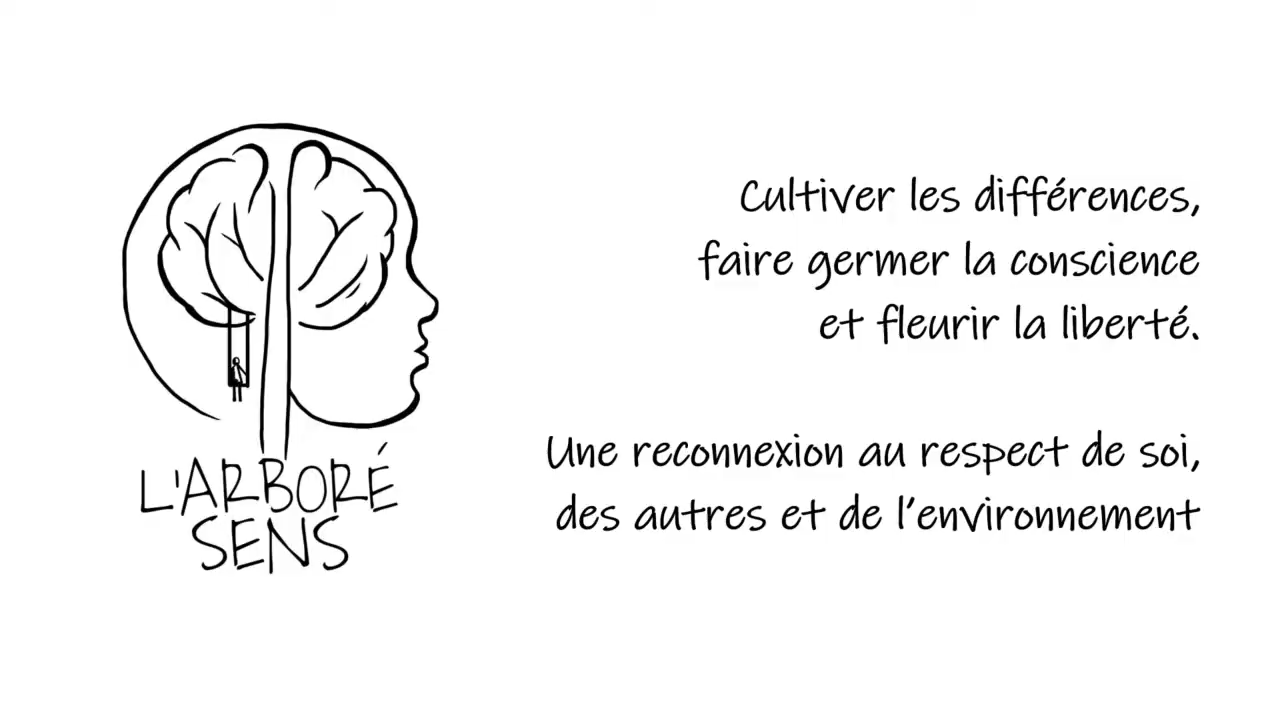 L'ARBORÉ
SENS
Cultiver les différences,
faire germer la conscience
et fleurir la liberté.
Une reconnexion au respect de soi,
des autres et de l'environnement